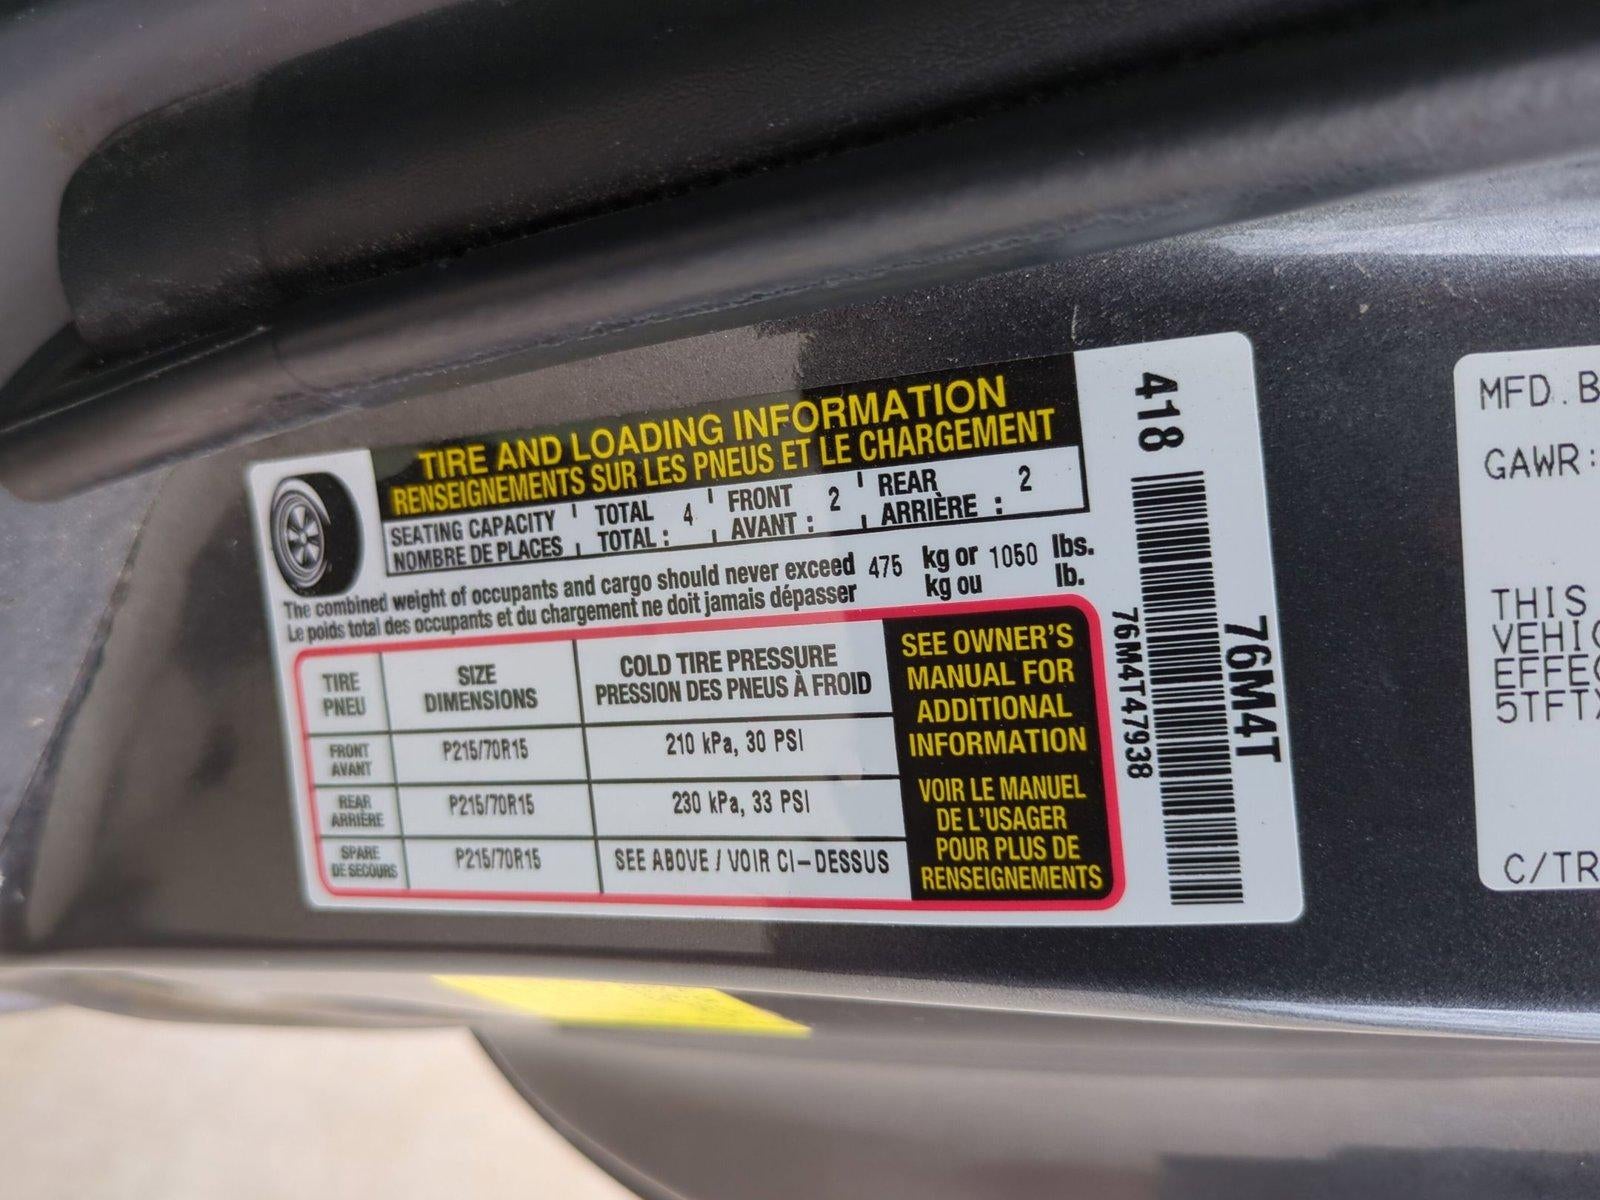 TIRE AND LOADING INFORMATION
RENSEIGNEMENTS SUR LES PNEUS ET LE CHARGEMENT
SEATING CAPACITY TOTAL 4 FRONT 2 REAR 2
NOMBRE DE PLACES TOTAL : AVANT : ARRIÈRE :
The combined weight of occupants and cargo should never exceed 475 kg or 1050 lbs.
Le poids total des occupants et du chargement ne doit jamais dépasser kg ou lb.
TIRE SIZE COLD TIRE PRESSURE
PNEU DIMENSIONS PRESSION DES PNEUS À FROID
FRONT
AVANT P215/70R15 210 kPa, 30 PSI
REAR
ARRIÈRE P215/70R15 230 kPa, 33 PSI
SPARE
DE SECOURS P215/70R15 SEE ABOVE / VOIR CI-DESSUS
SEE OWNER'S
MANUAL FOR
ADDITIONAL
INFORMATION
VOIR LE MANUEL
DE L'USAGER
POUR PLUS DE
RENSEIGNEMENTS
418
76M4T47938
76M4T
MFD. B
GAWR:
THIS
VEHIC
EFFEC
5TFTX
C/TR